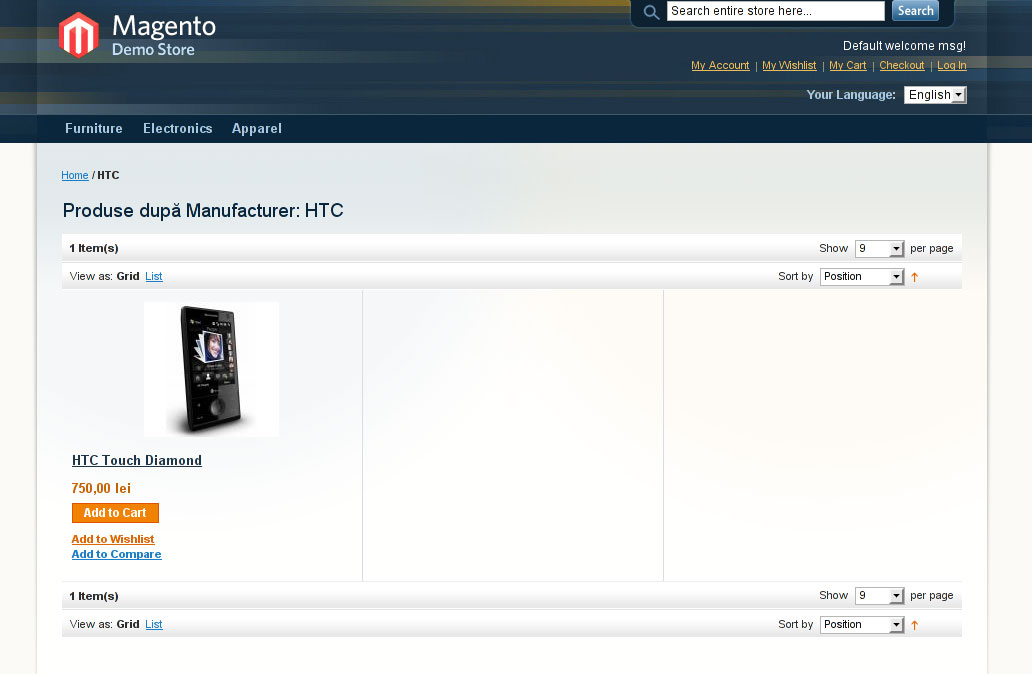 Magento
Demo Store
Search entire store here...
Search
Default welcome msg!
My Account | My Wishlist | My Cart | Checkout | Log In
Your Language: English
Furniture Electronics Apparel
Home / HTC
Produse după Manufacturer: HTC
1 Item(s) Show 9 per page
View as: Grid List Sort by Position
HTC Touch Diamond
750,00 lei
Add to Cart
Add to Wishlist
Add to Compare
1 Item(s) Show 9 per page
View as: Grid List Sort by Position